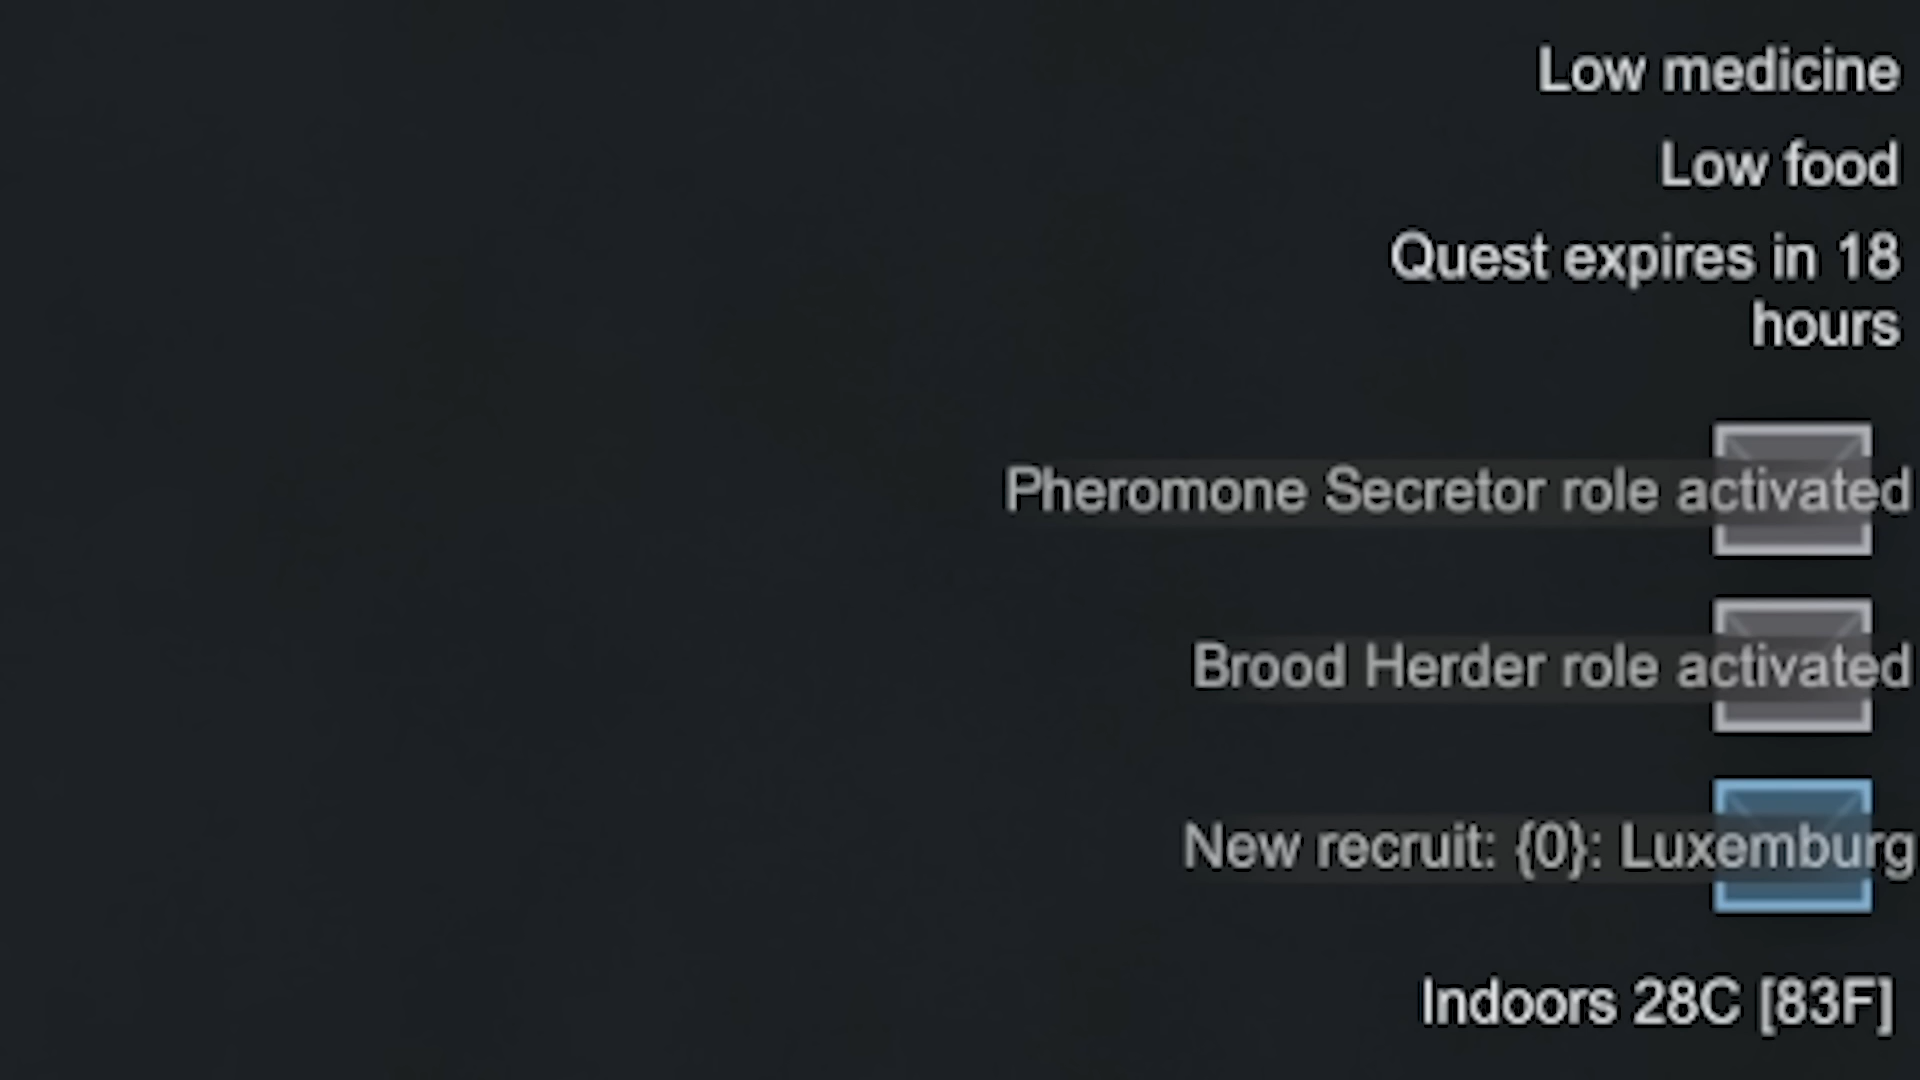 Low medicine
Low food
Quest expires in 18
hours
Pheromone Secretor role activated
Brood Herder role activated
New recruit: {0}: Luxemburg
Indoors 28C [83F]